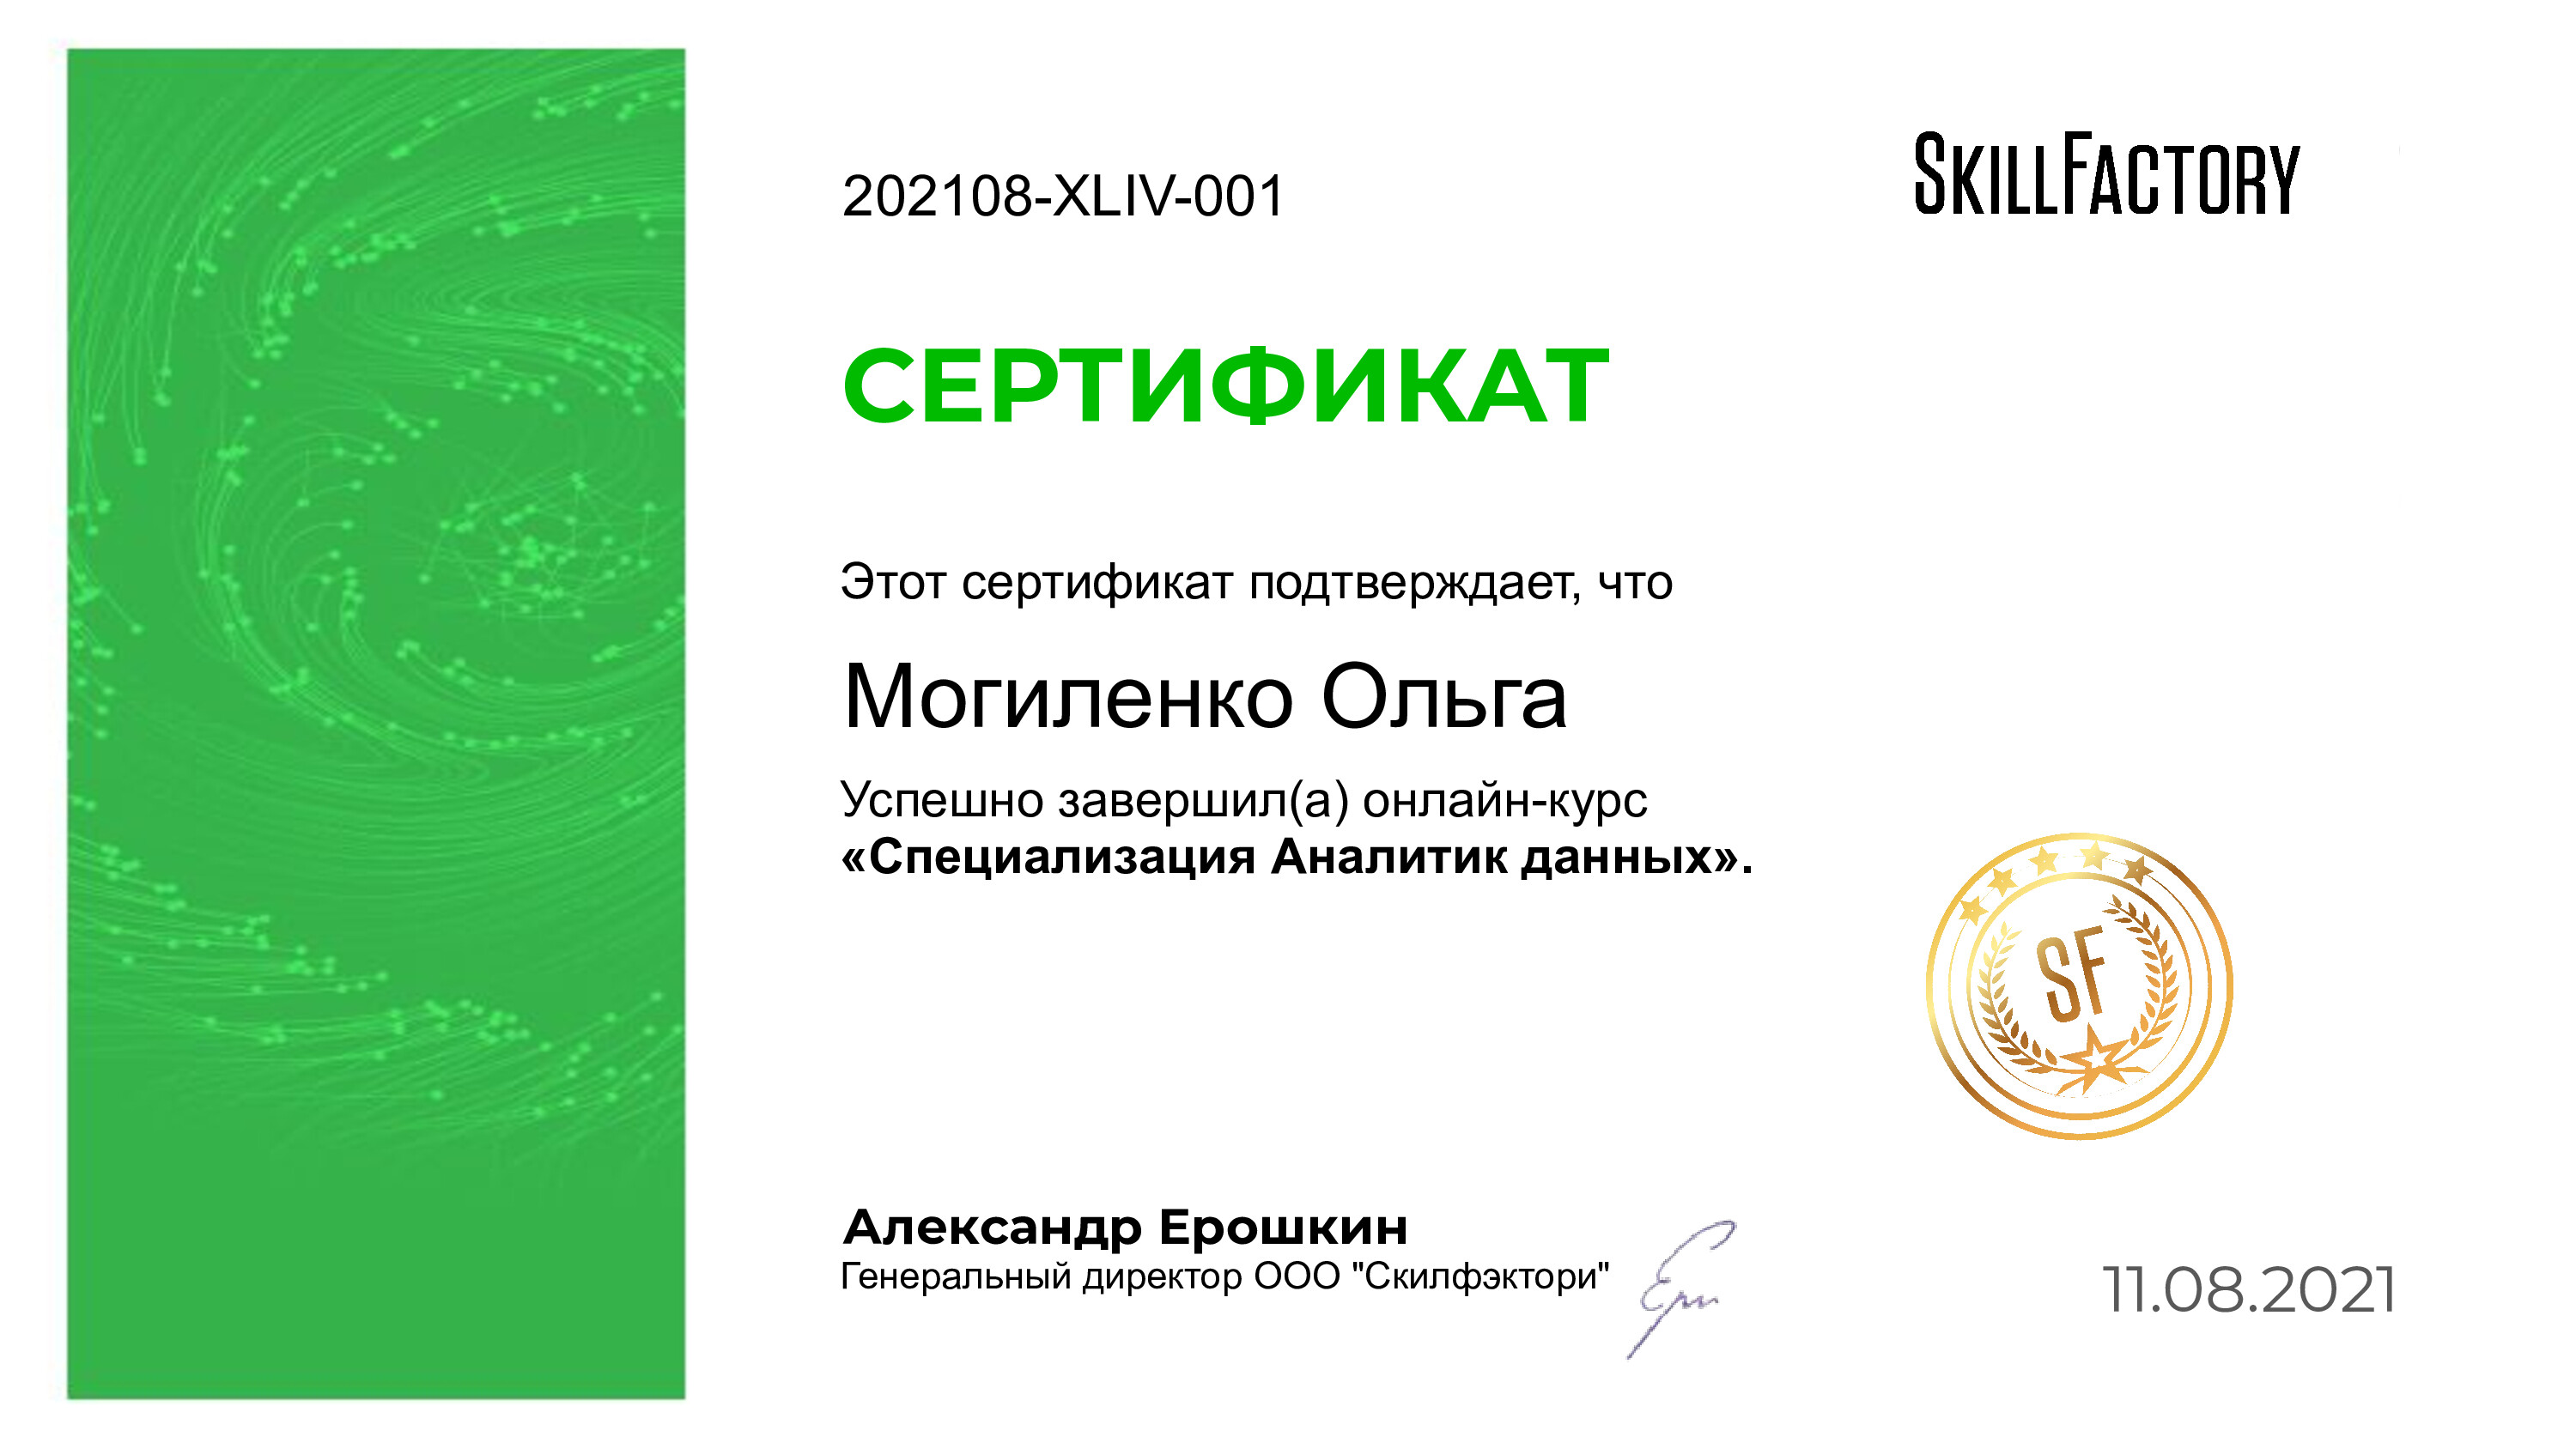 202108-XLIV-001
SKILLFACTORY
СЕРТИФИКАТ
Этот сертификат подтверждает, что
Могиленко Ольга
Успешно завершил(а) онлайн-курс
«Специализация Аналитик данных».
SF
Александр Ерошкин
Генеральный директор ООО "Скилфэктори"
11.08.2021